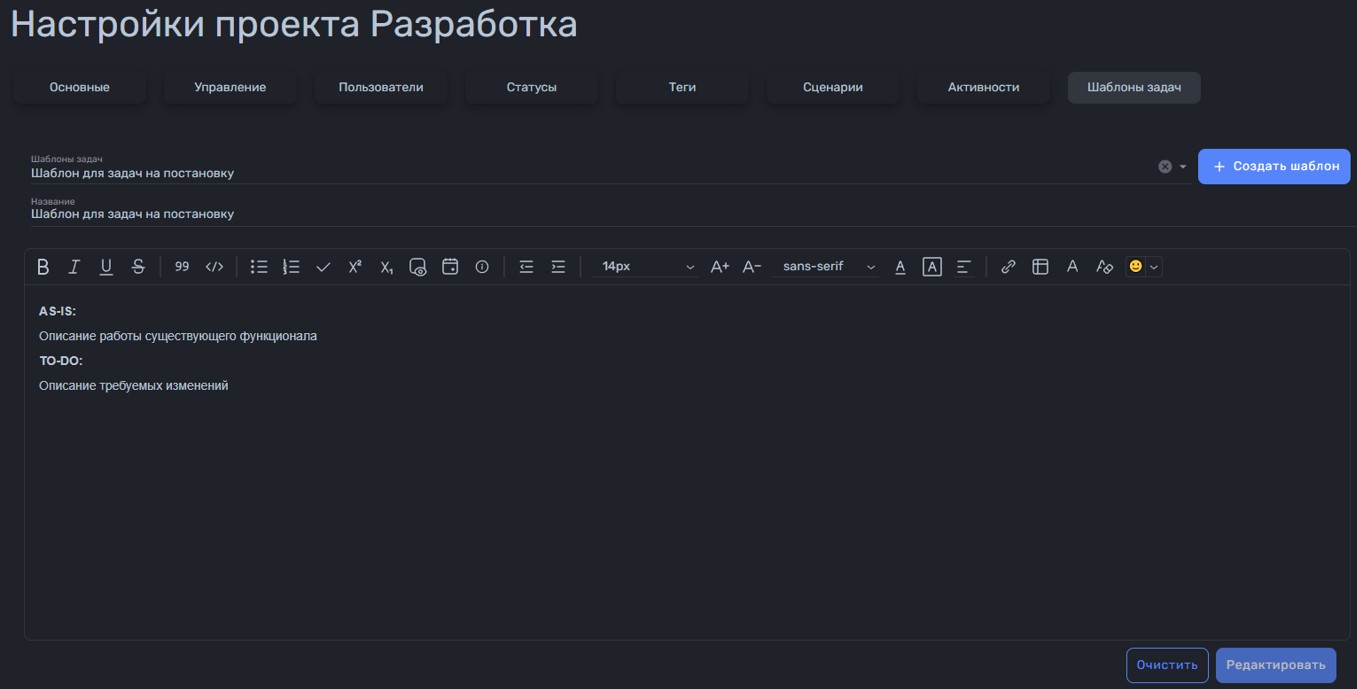 Настройки проекта Разработка
Основные Управление Пользователи Статусы Теги Сценарии Активности Шаблоны задач
Шаблоны задач
Шаблон для задач на постановку
+ Создать шаблон
Название
Шаблон для задач на постановку
B I U S 99 </> X² X₁ 14px A+ A- sans-serif A A A
AS-IS:
Описание работы существующего функционала
TO-DO:
Описание требуемых изменений
Очистить Редактировать